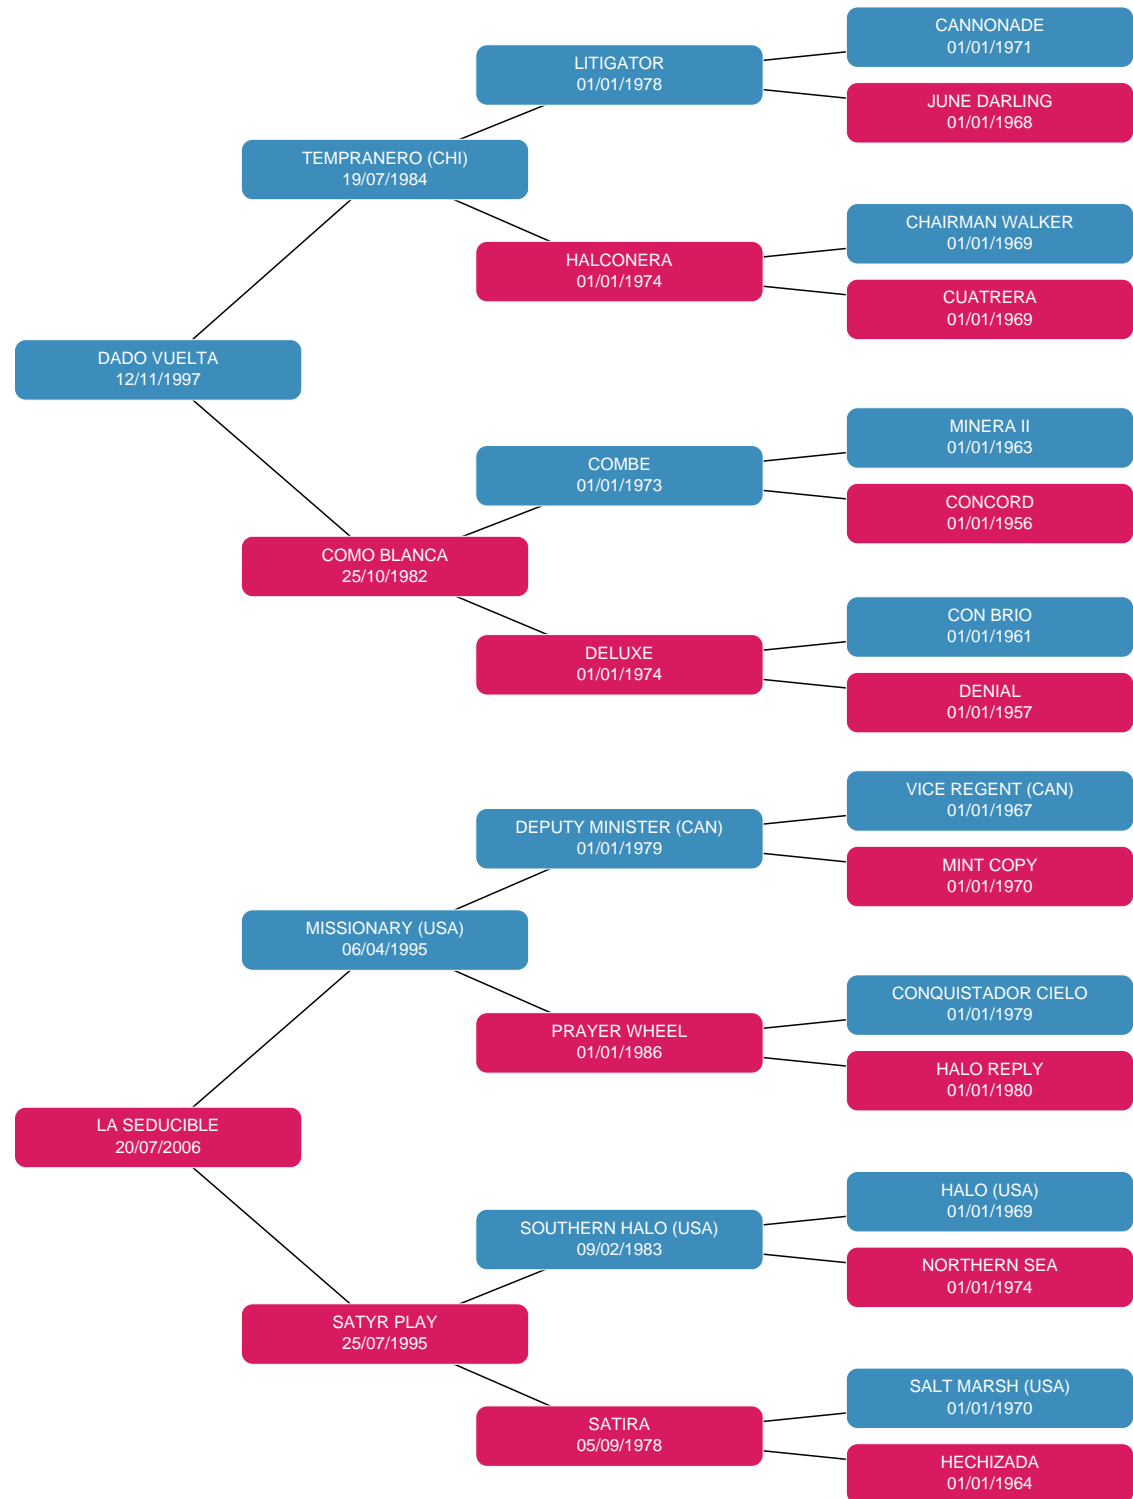 CANNONADE
01/01/1971
LITIGATOR
01/01/1978
JUNE DARLING
01/01/1968
TEMPRANERO (CHI)
19/07/1984
CHAIRMAN WALKER
01/01/1969
HALCONERA
01/01/1974
CUATRERA
01/01/1969
DADO VUELTA
12/11/1997
MINERA II
01/01/1963
COMBE
01/01/1973
CONCORD
01/01/1956
COMO BLANCA
25/10/1982
CON BRIO
01/01/1961
DELUXE
01/01/1974
DENIAL
01/01/1957
VICE REGENT (CAN)
01/01/1967
DEPUTY MINISTER (CAN)
01/01/1979
MINT COPY
01/01/1970
MISSIONARY (USA)
06/04/1995
CONQUISTADOR CIELO
01/01/1979
PRAYER WHEEL
01/01/1986
HALO REPLY
01/01/1980
LA SEDUCIBLE
20/07/2006
HALO (USA)
01/01/1969
SOUTHERN HALO (USA)
09/02/1983
NORTHERN SEA
01/01/1974
SATYR PLAY
25/07/1995
SALT MARSH (USA)
01/01/1970
SATIRA
05/09/1978
HECHIZADA
01/01/1964